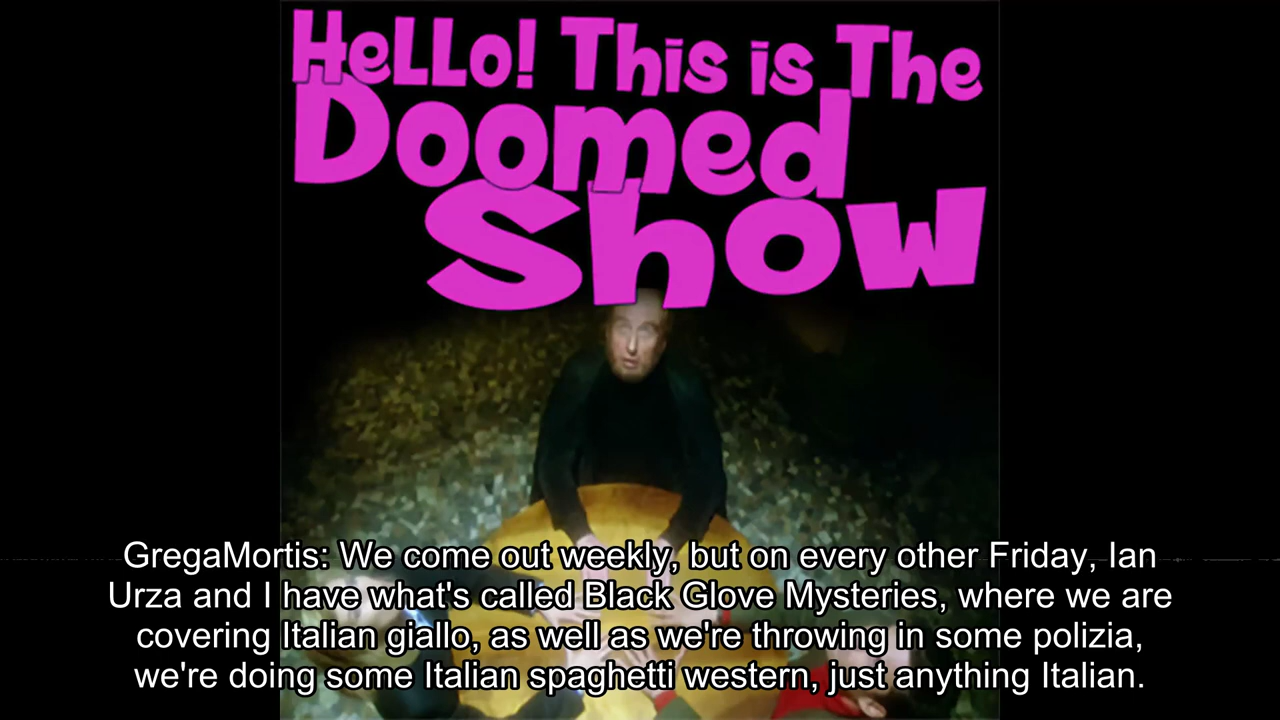 HeLLo! This is The
Doomed
Show
GregaMortis: We come out weekly, but on every other Friday, Ian
Urza and I have what's called Black Glove Mysteries, where we are
covering Italian giallo, as well as we're throwing in some polizia,
we're doing some Italian spaghetti western, just anything Italian.